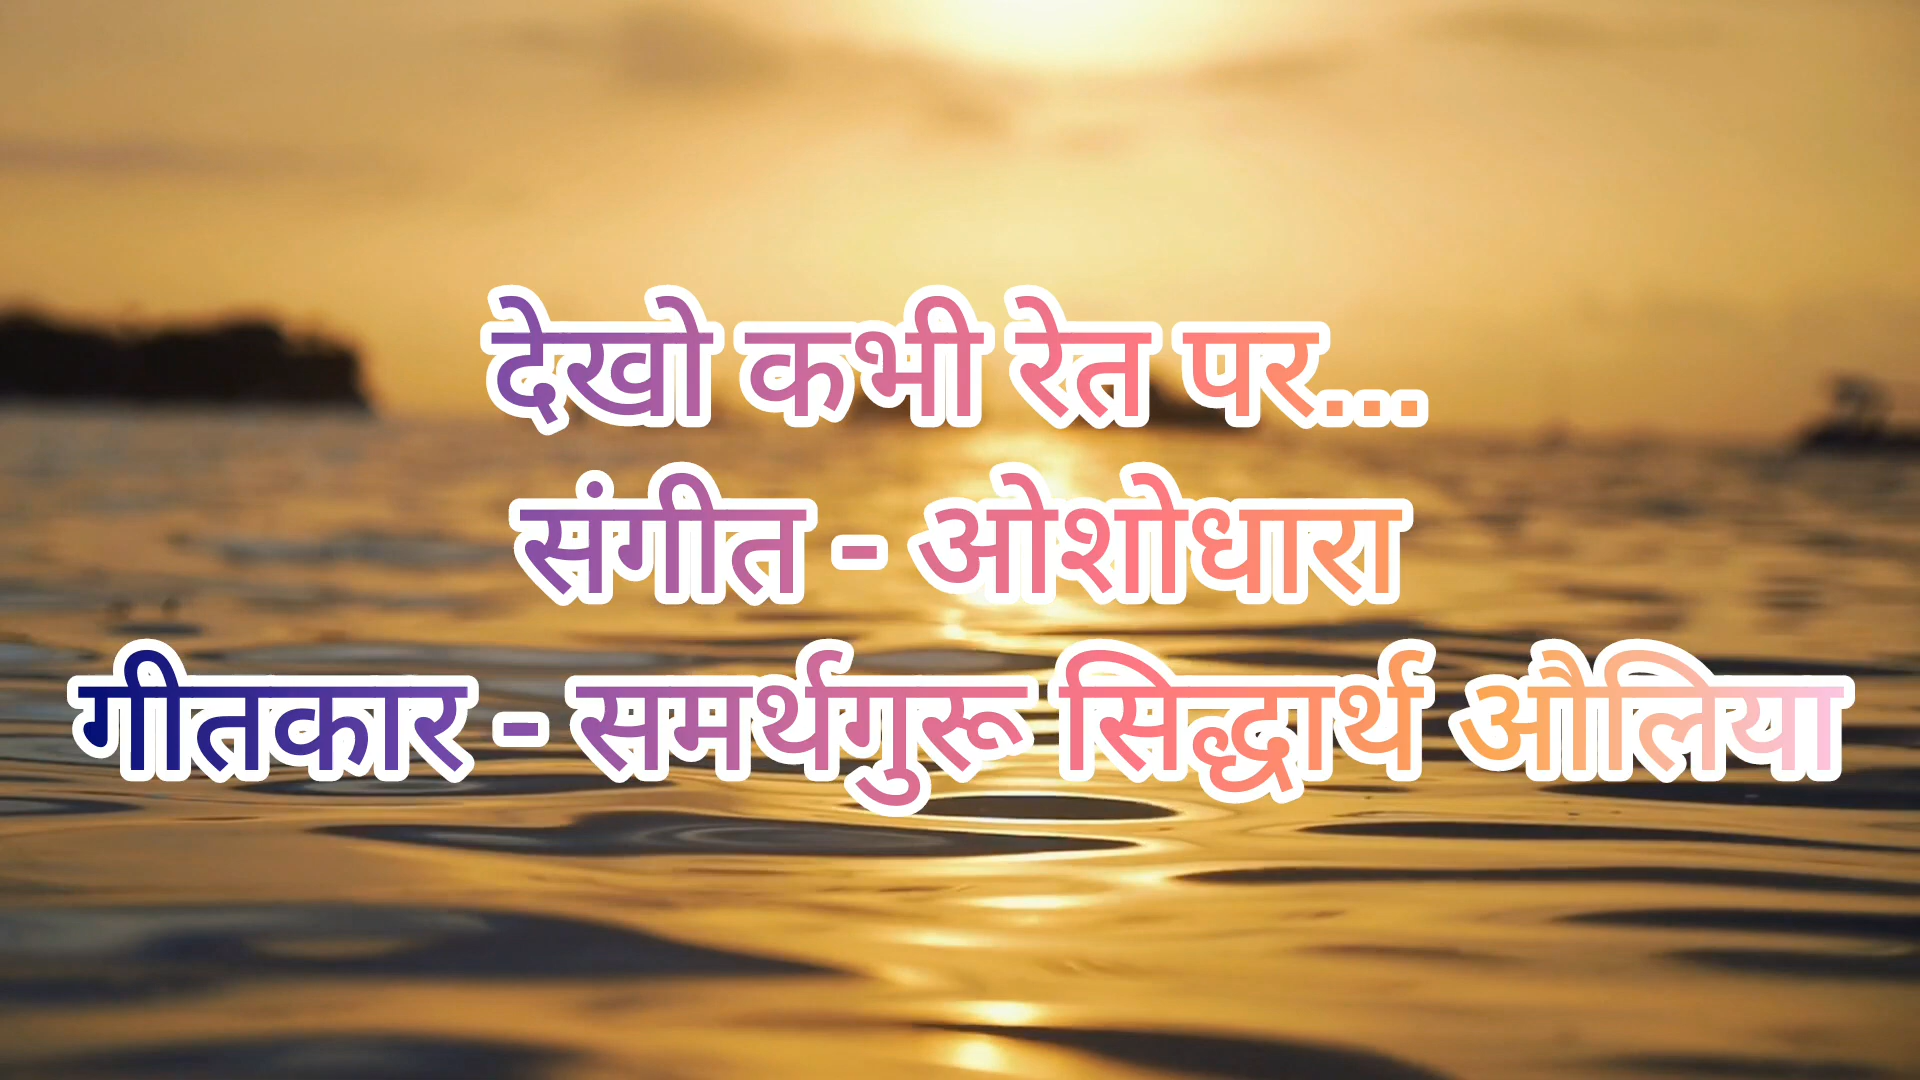 देखो कभी रेत पर...
संगीत - ओशोधारा
गीतकार - समर्थगुरू सिद्धार्थ औलिया